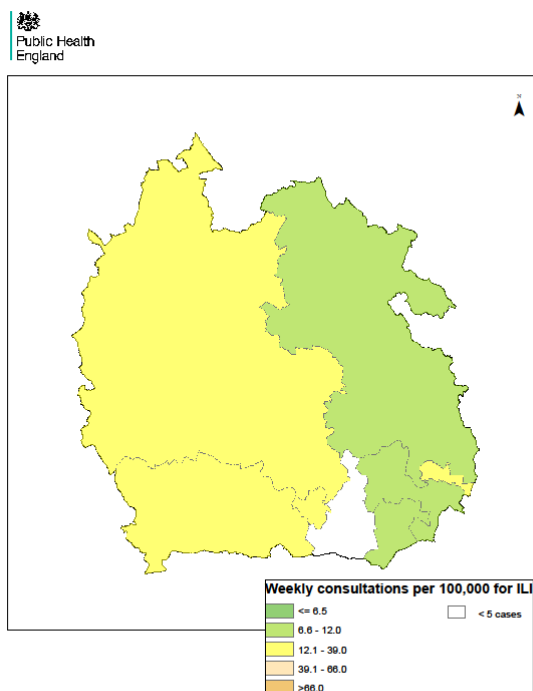 Public Health
England
N
Weekly consultations per 100,000 for ILI
<= 6.5
< 5 cases
6.6 - 12.0
12.1 - 39.0
39.1 - 66.0
>66.0